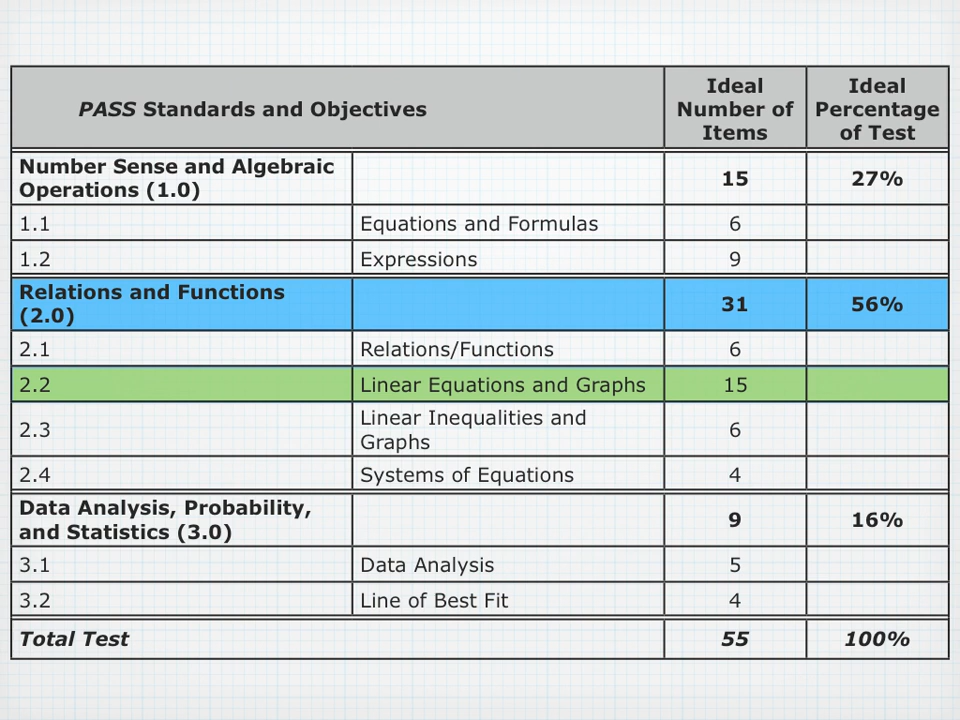 PASS Standards and Objectives
Ideal
Number of
Items
Ideal
Percentage
of Test
Number Sense and Algebraic
Operations (1.0)
15
27%
1.1
Equations and Formulas
6
1.2
Expressions
9
Relations and Functions
(2.0)
31
56%
2.1
Relations/Functions
6
2.2
Linear Equations and Graphs
15
2.3
Linear Inequalities and
Graphs
6
2.4
Systems of Equations
4
Data Analysis, Probability,
and Statistics (3.0)
9
16%
3.1
Data Analysis
5
3.2
Line of Best Fit
4
Total Test
55
100%